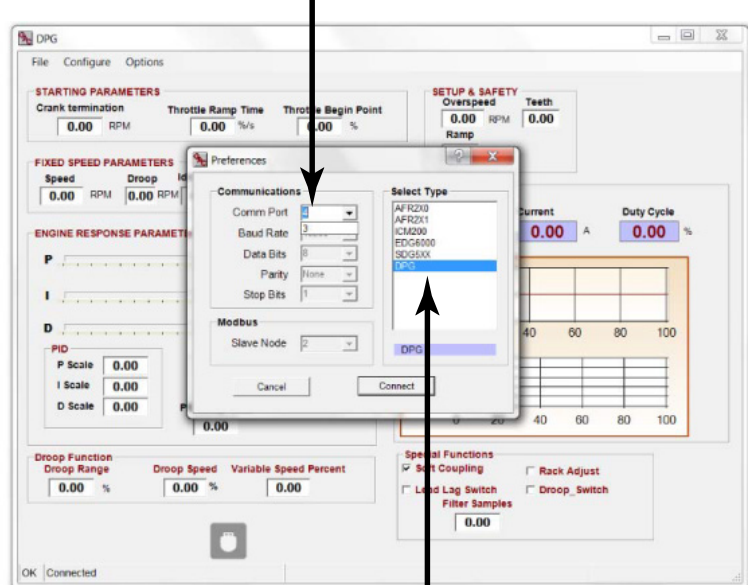 DPG
File Configure Options
STARTING PARAMETERS
Crank termination Throttle Ramp Time Throttle Begin Point
0.00 RPM 0.00 %/s 0.00 %
SETUP & SAFETY
Overspeed Teeth
0.00 RPM 0.00
Ramp
FIXED SPEED PARAMETERS
Speed Droop
0.00 RPM 0.00 RPM
ENGINE RESPONSE PARAMETE
P
I
D
PID
P Scale 0.00
I Scale 0.00
D Scale 0.00
0.00
Preferences
Communications
Comm Port 4
3
Baud Rate
Data Bits 8
Parity None
Stop Bits 1
Modbus
Slave Node 2
Select Type
AFR2X0
AFR2X1
ICM200
EDG6000
SDG5XX
DPG
DPG
Cancel Connect
Current Duty Cycle
0.00 A 0.00 %
40 60 80 100
0 20 40 60 80 100
Droop Function
Droop Range Droop Speed Variable Speed Percent
0.00 % 0.00 % 0.00
Special Functions
Soft Coupling Rack Adjust
Lead Lag Switch Droop_Switch
Filter Samples
0.00
OK Connected